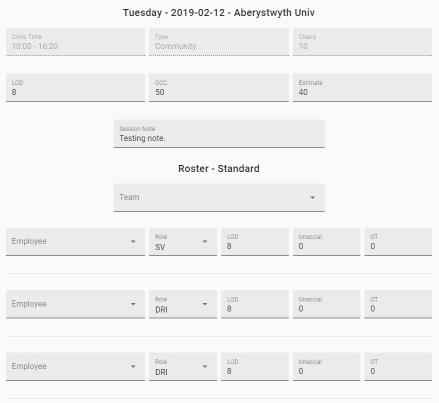 Tuesday - 2019-02-12 - Aberystwyth Univ
Clinic Time Type Chairs
10:00 - 16:20 Community 10
LOD OCC Estimate
8 50 40
Session Note
Testing note.
Roster - Standard
Team
Employee Role LOD Unsocial OT
SV 8 0 0
Employee Role LOD Unsocial OT
DRI 8 0 0
Employee Role LOD Unsocial OT
DRI 8 0 0